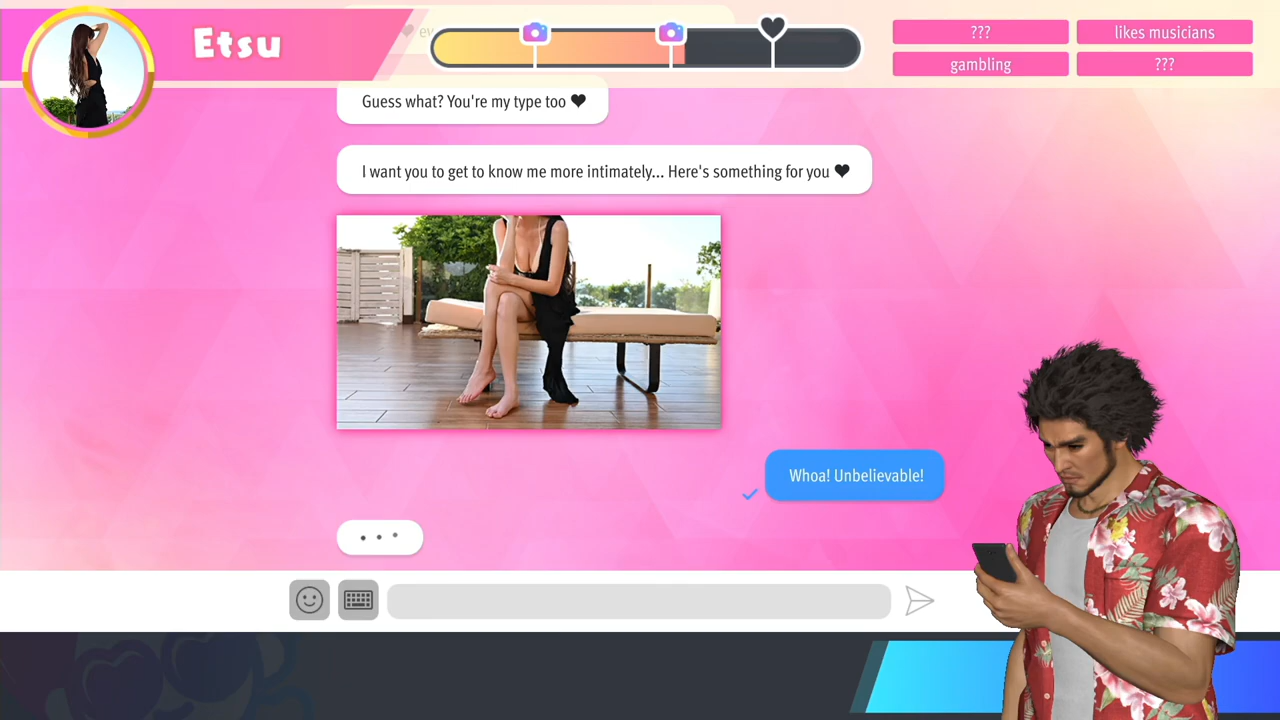 Etsu
???
likes musicians
gambling
???
Guess what? You're my type too ♥
I want you to get to know me more intimately... Here's something for you ♥
Whoa! Unbelievable!
• • •